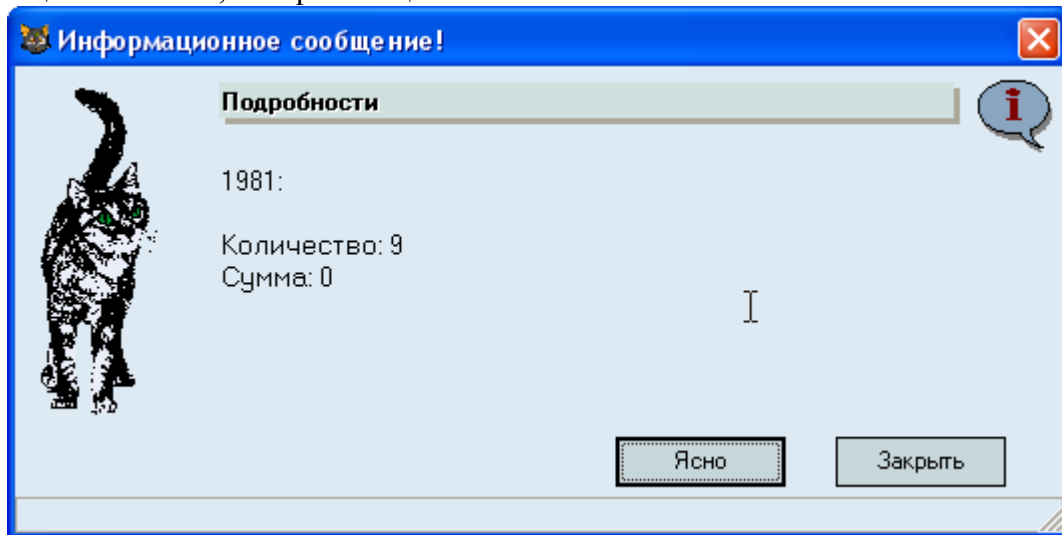 Информационное сообщение!
Подробности
1981:
Количество: 9
Сумма: 0
Ясно
Закрыть